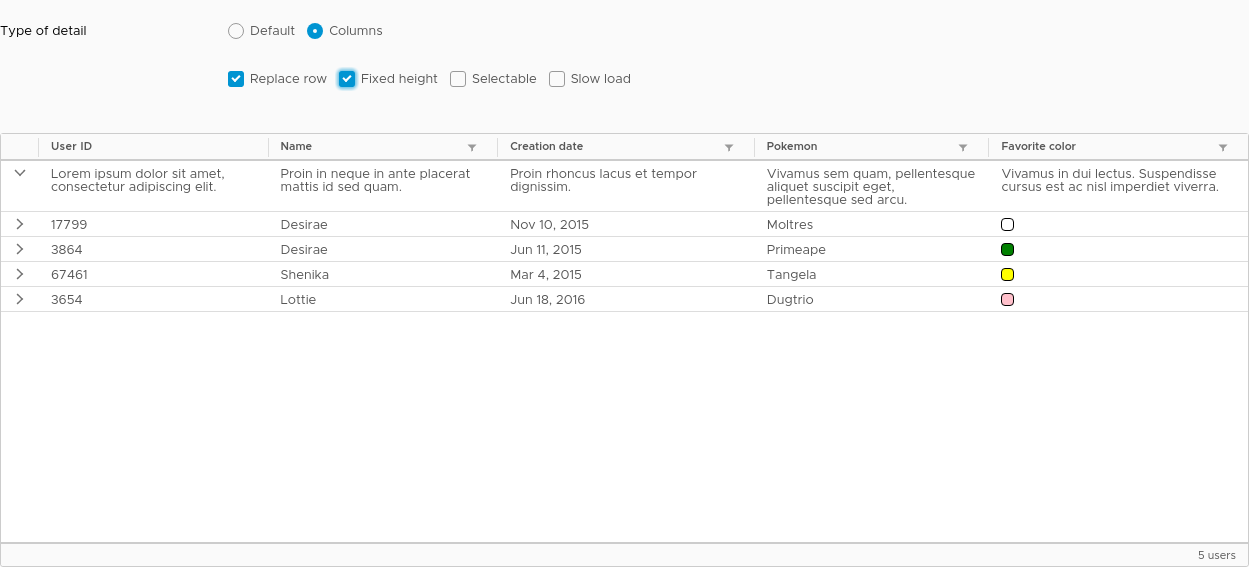 Type of detail
Default Columns
Replace row Fixed height Selectable Slow load
User ID Name Creation date Pokemon Favorite color
Lorem ipsum dolor sit amet, Proin in neque in ante placerat Proin rhoncus lacus et tempor Vivamus sem quam, pellentesque Vivamus in dui lectus. Suspendisse
consectetur adipiscing elit. mattis id sed quam. dignissim. aliquet suscipit eget, cursus est ac nisl imperdiet viverra.
pellentesque sed arcu.
17799 Desirae Nov 10, 2015 Moltres
3864 Desirae Jun 11, 2015 Primeape
67461 Shenika Mar 4, 2015 Tangela
3654 Lottie Jun 18, 2016 Dugtrio
5 users